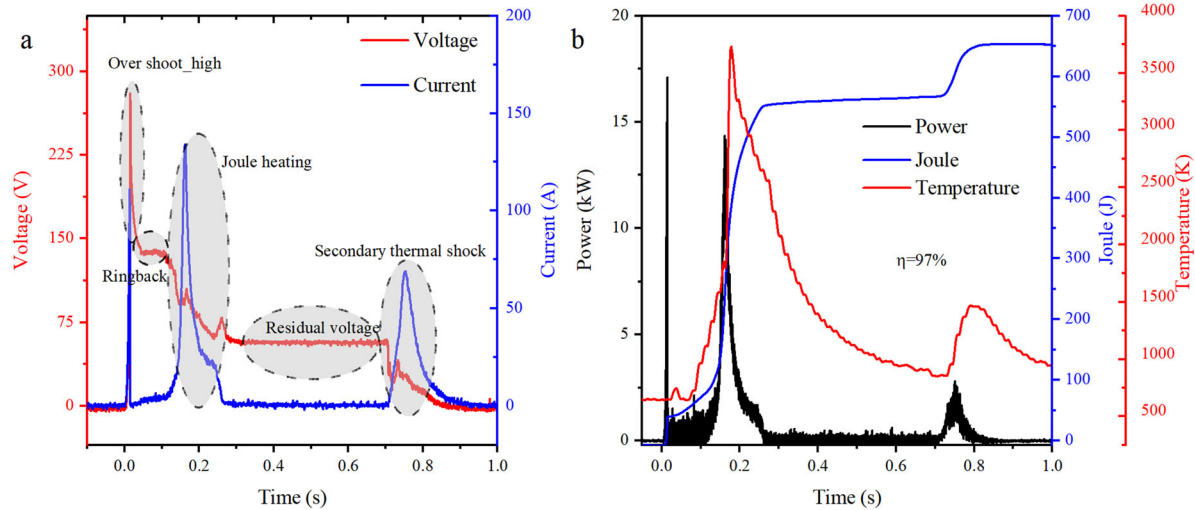 a
Voltage
Current
Over shoot_high
Joule heating
Secondary thermal shock
Ringback
Residual voltage
Voltage (V)
300
225
150
75
0
Current (A)
200
150
100
50
0
0.0 0.2 0.4 0.6 0.8 1.0
Time (s)
b
Power
Joule
Temperature
η=97%
Power (kW)
20
15
10
5
0
Joule (J)
700
600
500
400
300
200
100
0
Temperature (K)
4000
3500
3000
2500
2000
1500
1000
500
0.0 0.2 0.4 0.6 0.8 1.0
Time (s)